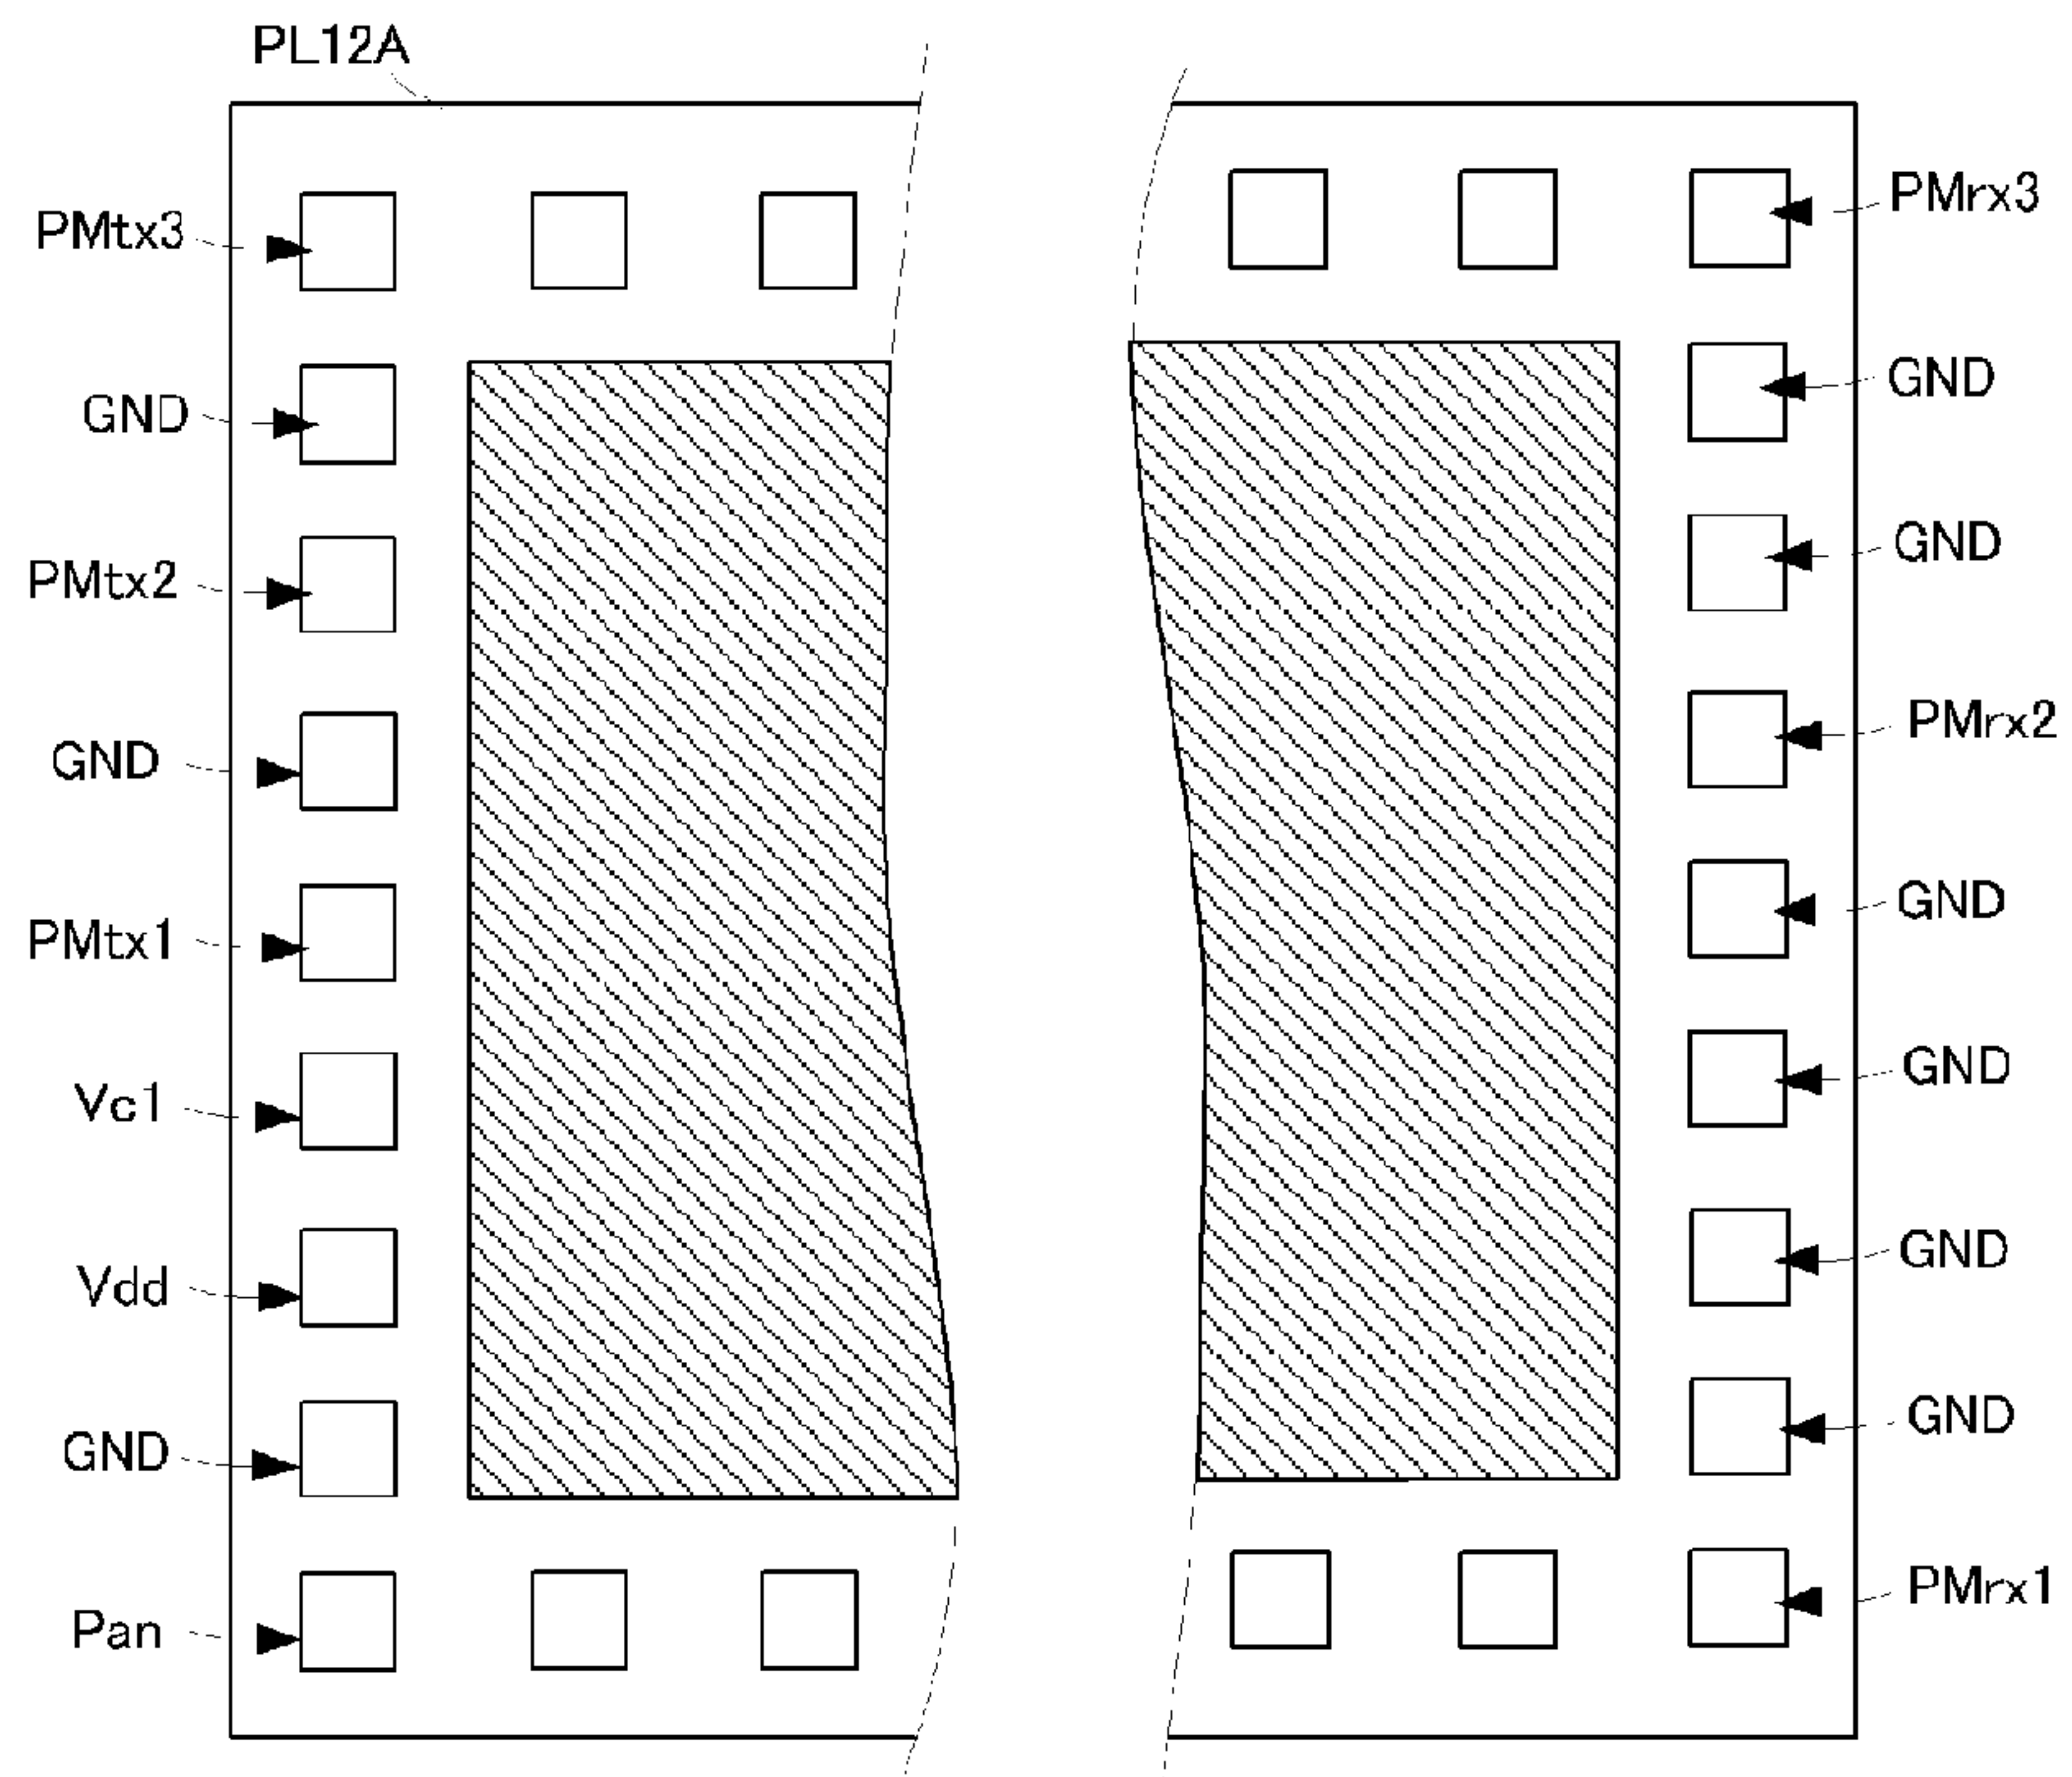 PL12A
PMtx3
PMrx3
GND
GND
PMtx2
GND
GND
PMrx2
PMtx1
GND
Vc1
GND
Vdd
GND
GND
GND
Pan
PMrx1